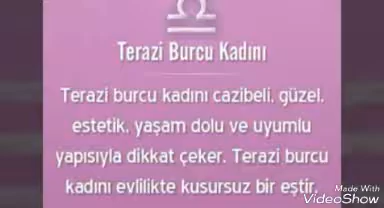 Terazi Burcu Kadını
Terazi burcu kadını cazibeli, güzel,
estetik, yaşam dolu ve uyumlu
yapısıyla dikkat çeker. Terazi burcu
kadını evlilikte kusursuz bir eştir.
Made With
VideoShow